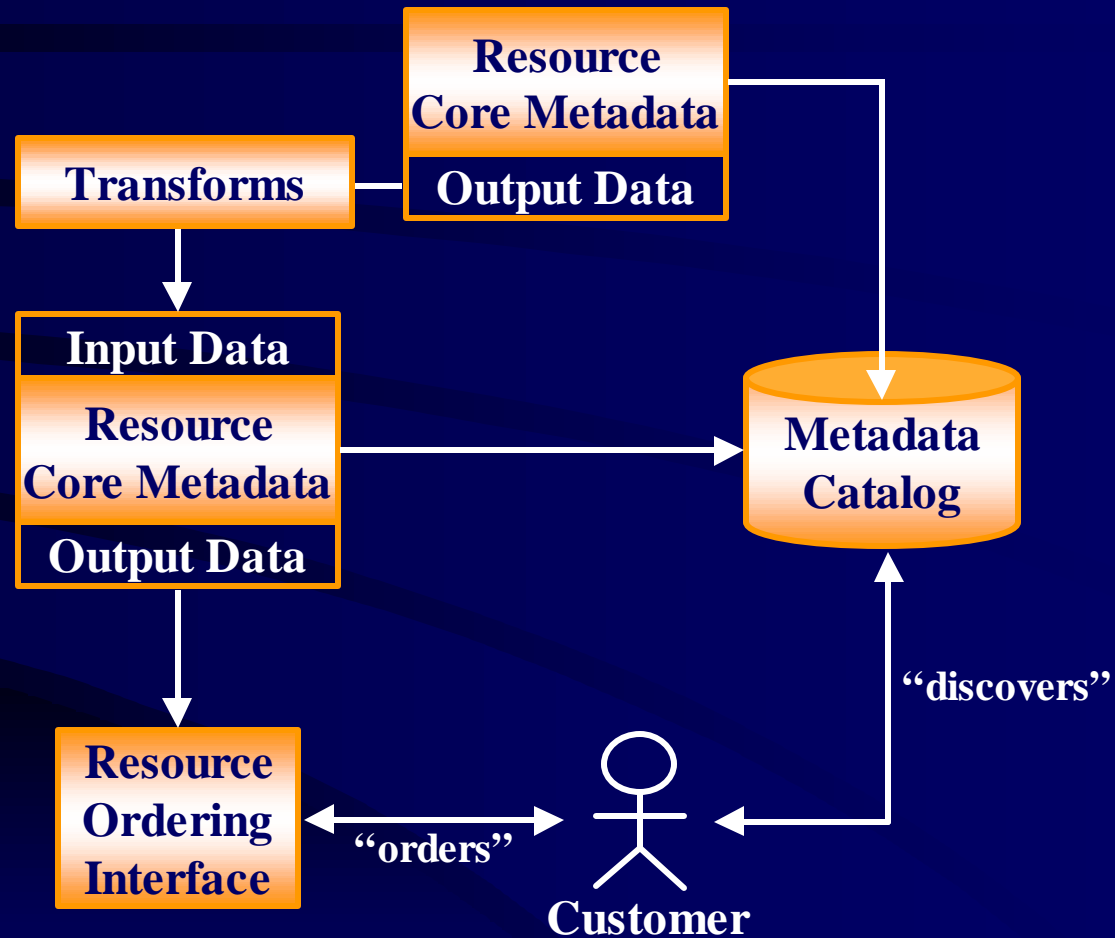 Resource
Core Metadata
Output Data
Transforms
Input Data
Resource
Core Metadata
Output Data
Metadata
Catalog
“discovers”
Resource
Ordering
Interface
“orders”
Customer